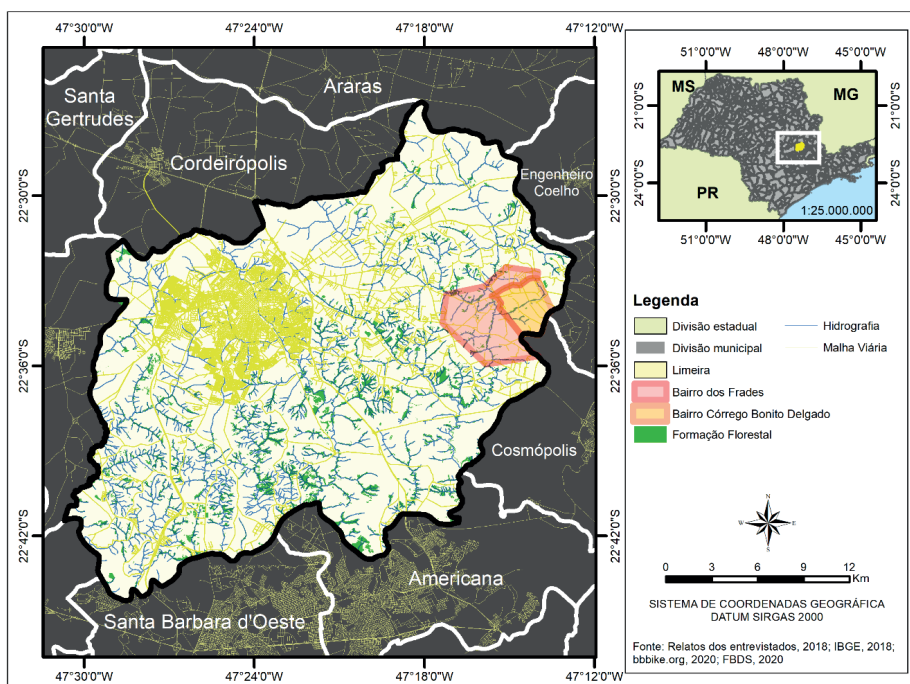 47°30'0"W 47°24'0"W 47°18'0"W 47°12'0"W
Santa
Gertrudes
Araras
Cordeirópolis
Engenheiro
Coelho
22°30'0"S
22°30'0"S
22°36'0"S
22°36'0"S
Cosmópolis
22°42'0"S
22°42'0"S
Americana
Santa Barbara d'Oeste
47°30'0"W 47°24'0"W 47°18'0"W 47°12'0"W
51°0'0"W 48°0'0"W 45°0'0"W
MS
MG
21°0'0"S
21°0'0"S
24°0'0"S
24°0'0"S
PR
1:25.000.000
51°0'0"W 48°0'0"W 45°0'0"W
Legenda
Divisão estadual
Hidrografia
Divisão municipal
Malha Viária
Limeira
Bairo dos Frades
Bairro Córrego Bonito Delgado
Formação Florestal
N
W E
S
0 3 6 9 12
Km
SISTEMA DE COORDENADAS GEOGRÁFICA
DATUM SIRGAS 2000
Fonte: Relatos dos entrevistados, 2018; IBGE, 2018;
bbbike.org, 2020; FBDS, 2020